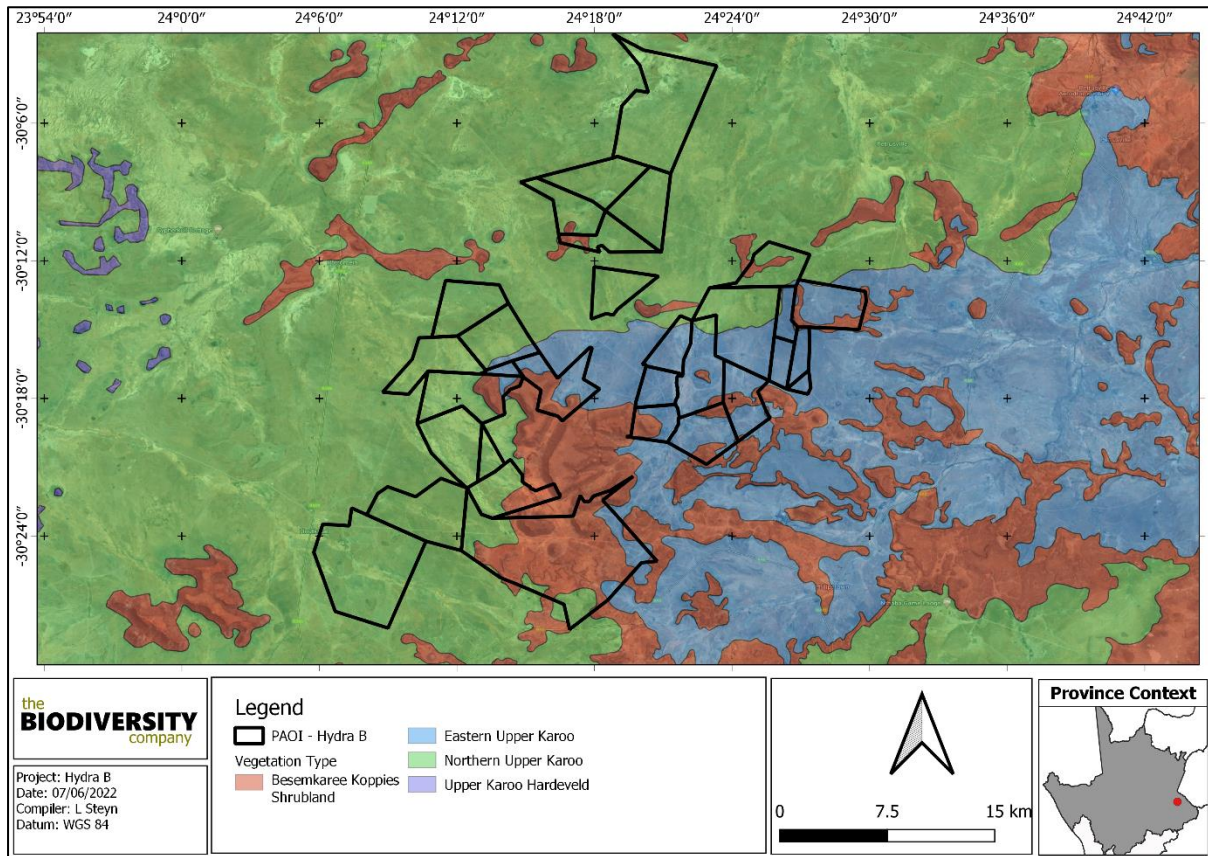 23°54′0″ 24°0′0″ 24°6′0″ 24°12′0″ 24°18′0″ 24°24′0″ 24°30′0″ 24°36′0″ 24°42′0″
-30°6′0″
-30°12′0″
-30°18′0″
-30°24′0″
the
BIODIVERSITY
company
Project: Hydra B
Date: 07/06/2022
Compiler: L Steyn
Datum: WGS 84
Legend
PAOI - Hydra B
Vegetation Type
Besemkaree Koppies
Shrubland
Eastern Upper Karoo
Northern Upper Karoo
Upper Karoo Hardeveld
0 7.5 15 km
Province Context